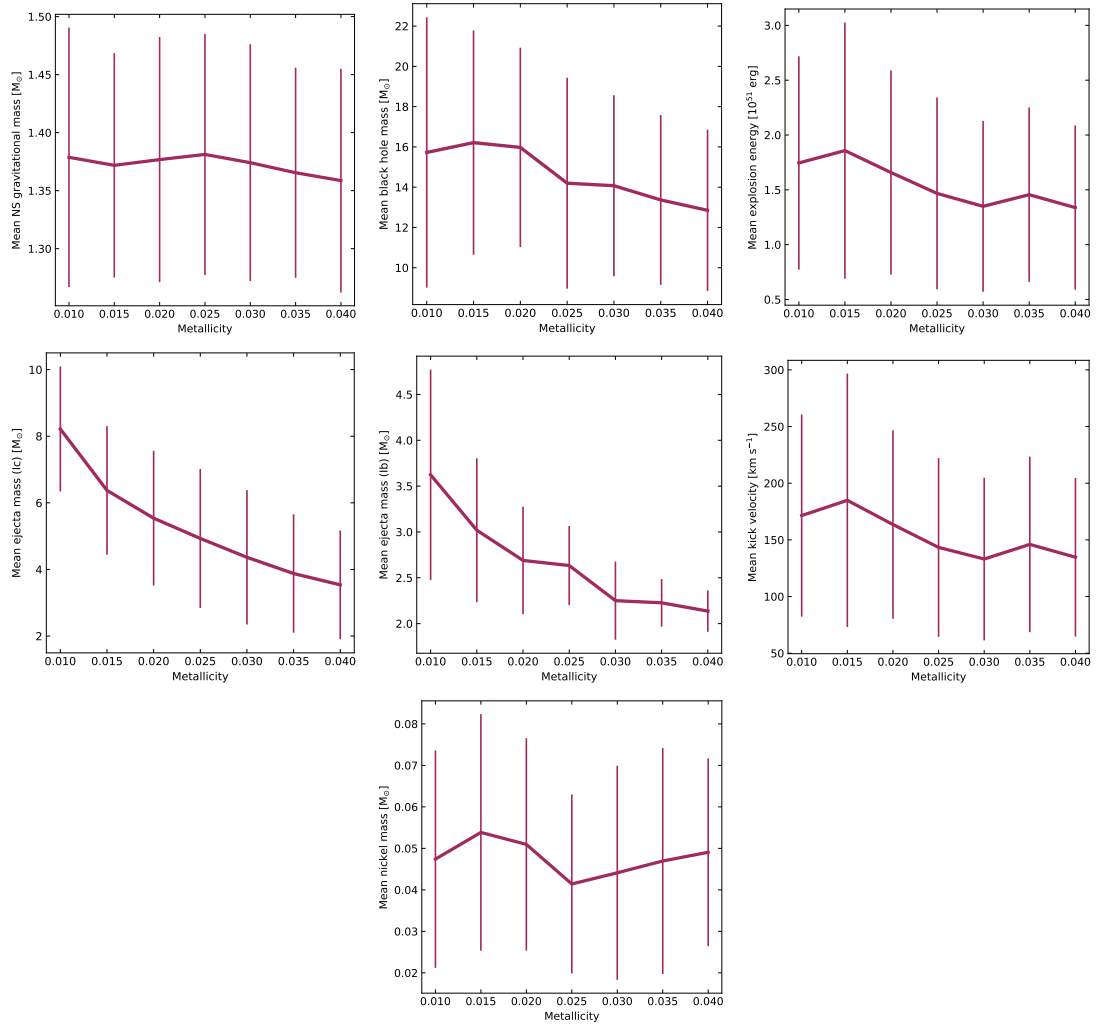 Mean NS gravitational mass [M⊙]
1.50
1.45
1.40
1.35
1.30
0.010 0.015 0.020 0.025 0.030 0.035 0.040
Metallicity
Mean black hole mass [M⊙]
22
20
18
16
14
12
10
0.010 0.015 0.020 0.025 0.030 0.035 0.040
Metallicity
Mean explosion energy [10⁵¹ erg]
3.0
2.5
2.0
1.5
1.0
0.5
0.010 0.015 0.020 0.025 0.030 0.035 0.040
Metallicity
Mean ejecta mass (Ic) [M⊙]
10
8
6
4
2
0.010 0.015 0.020 0.025 0.030 0.035 0.040
Metallicity
Mean ejecta mass (Ib) [M⊙]
4.5
4.0
3.5
3.0
2.5
2.0
0.010 0.015 0.020 0.025 0.030 0.035 0.040
Metallicity
Mean kick velocity [km s⁻¹]
300
250
200
150
100
50
0.010 0.015 0.020 0.025 0.030 0.035 0.040
Metallicity
Mean nickel mass [M⊙]
0.08
0.07
0.06
0.05
0.04
0.03
0.02
0.010 0.015 0.020 0.025 0.030 0.035 0.040
Metallicity